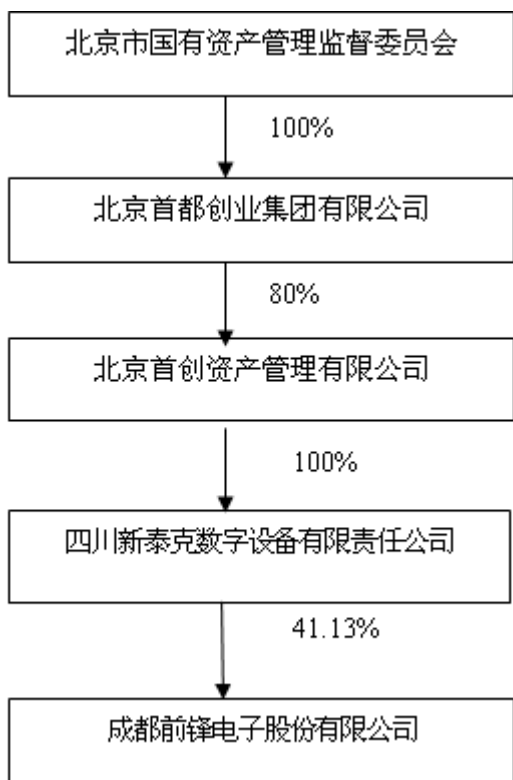 北京市国有资产管理监督委员会
100%
北京首都创业集团有限公司
80%
北京首创资产管理有限公司
100%
四川新泰克数字设备有限责任公司
41.13%
成都前锋电子股份有限公司